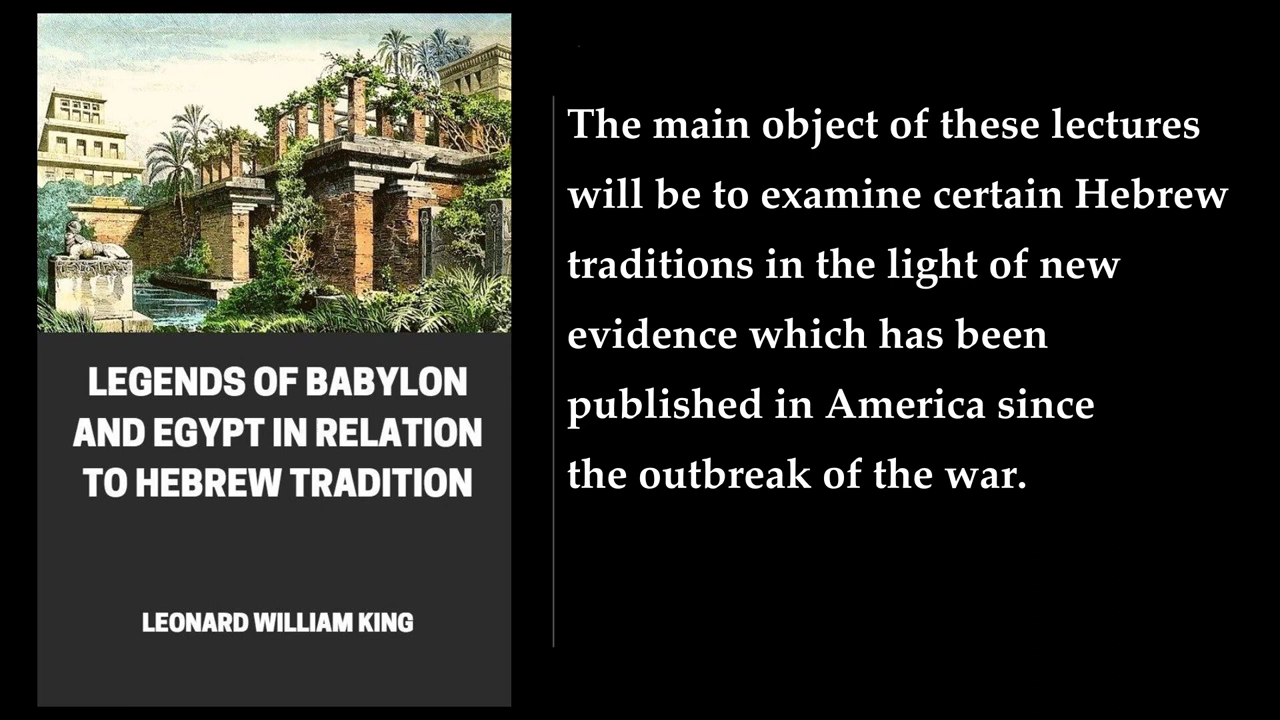 LEGENDS OF BABYLON
AND EGYPT IN RELATION
TO HEBREW TRADITION
LEONARD WILLIAM KING
The main object of these lectures
will be to examine certain Hebrew
traditions in the light of new
evidence which has been
published in America since
the outbreak of the war.